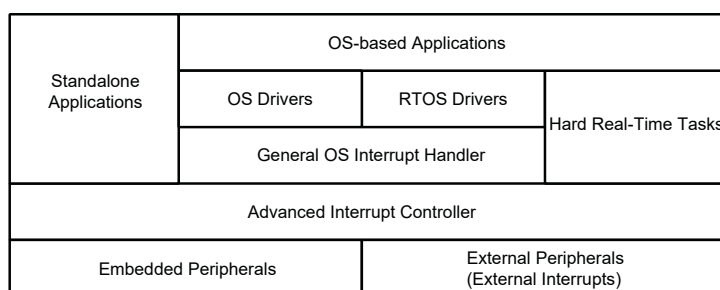 OS-based Applications
Standalone
Applications
OS Drivers
RTOS Drivers
Hard Real-Time Tasks
General OS Interrupt Handler
Advanced Interrupt Controller
Embedded Peripherals
External Peripherals
(External Interrupts)